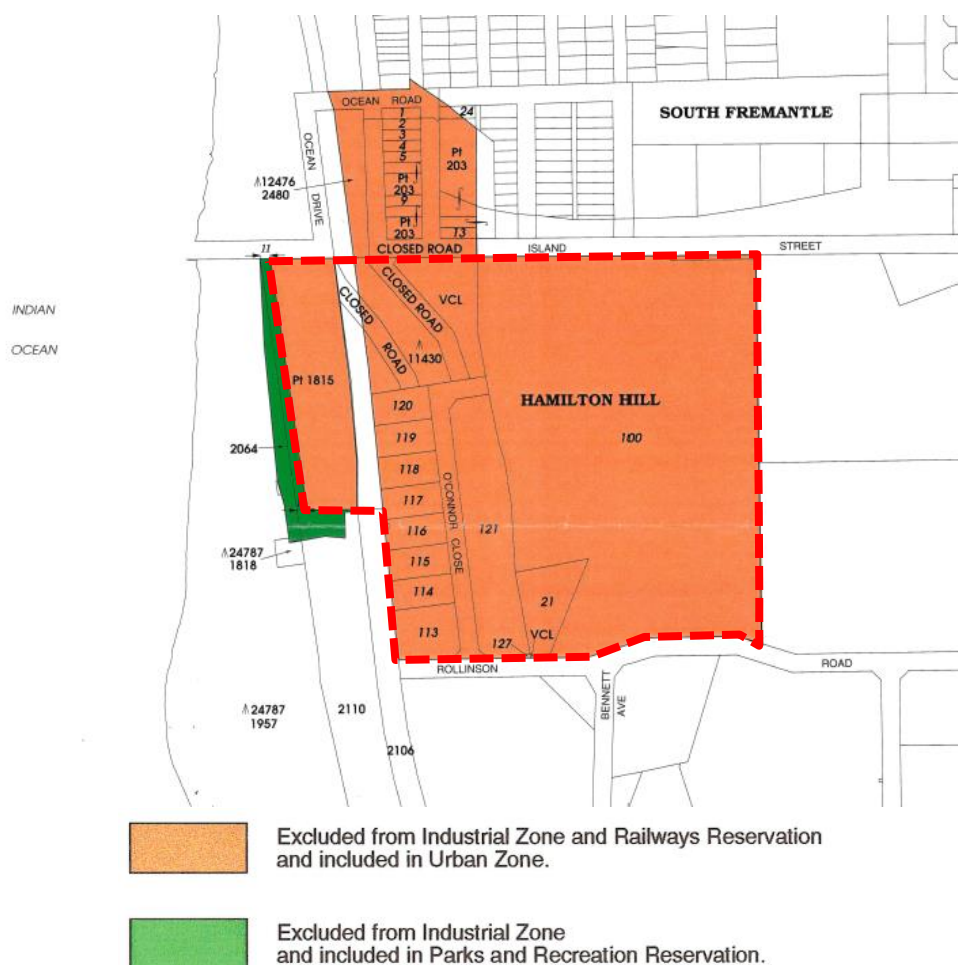 OCEAN ROAD
SOUTH FREMANTLE
1
2
3
4
5
Pt
203
9
Pt
203
24
Pt
203
13
OCEAN DRIVE
12476
2480
11
CLOSED ROAD
ISLAND
STREET
INDIAN
OCEAN
CLOSED ROAD
CLOSED ROAD
VCL
11430
Pt 1815
HAMILTON HILL
100
120
119
118
117
116
115
114
113
O'CONNOR CLOSE
121
2064
24787
1818
21
VCL
127
ROLLINSON
ROAD
BENNETT
AVE
24787
1957
2110
2106
Excluded from Industrial Zone and Railways Reservation
and included in Urban Zone.
Excluded from Industrial Zone
and included in Parks and Recreation Reservation.